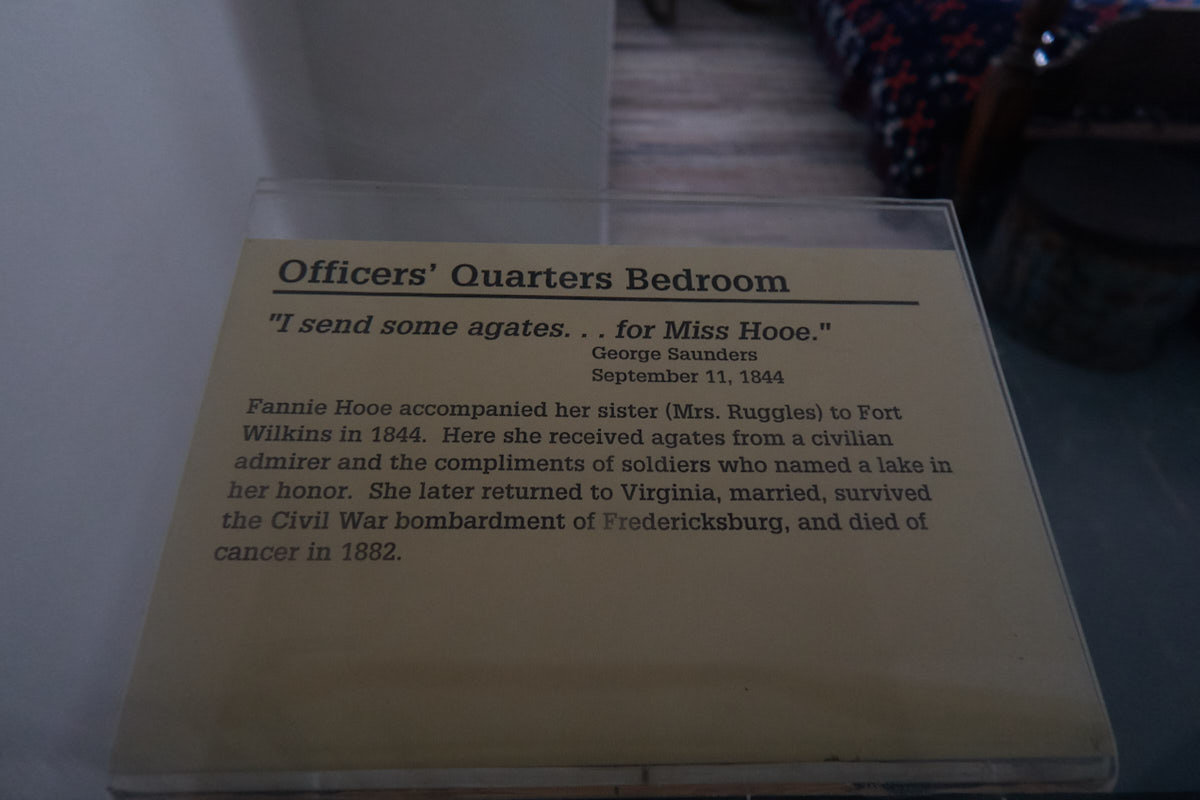 Officers’ Quarters Bedroom
"I send some agates. . . for Miss Hooe."
George Saunders
September 11, 1844
Fannie Hooe accompanied her sister (Mrs. Ruggles) to Fort
Wilkins in 1844. Here she received agates from a civilian
admirer and the compliments of soldiers who named a lake in
her honor. She later returned to Virginia, married, survived
the Civil War bombardment of Fredericksburg, and died of
cancer in 1882.